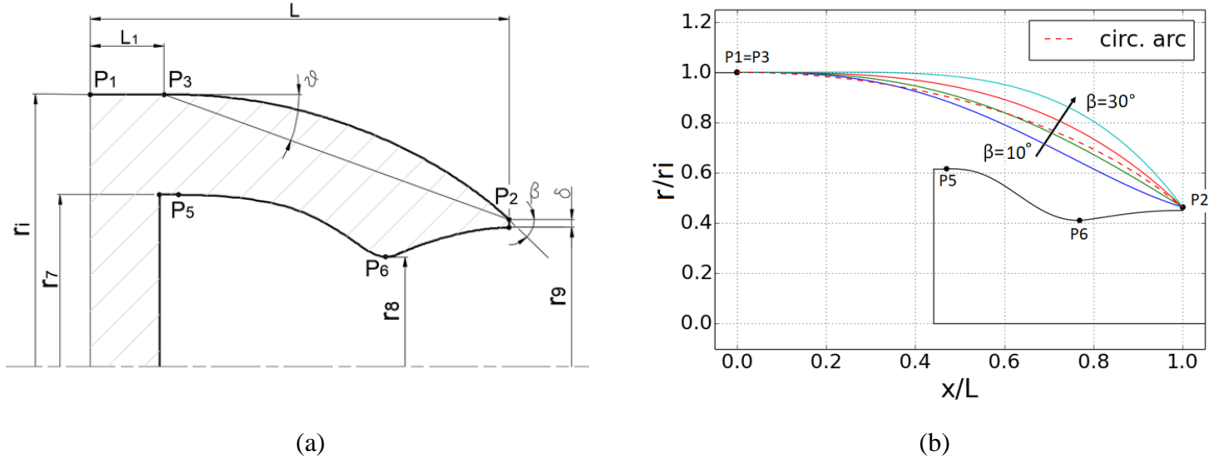 L
L1
P1
P3
ϑ
P2
δ
β
P5
P6
ri
r7
r8
r9
(a)
1.2
1.0
0.8
0.6
0.4
0.2
0.0
r/ri
P1=P3
circ. arc
β=30°
β=10°
P5
P2
P6
0.0 0.2 0.4 0.6 0.8 1.0
x/L
(b)